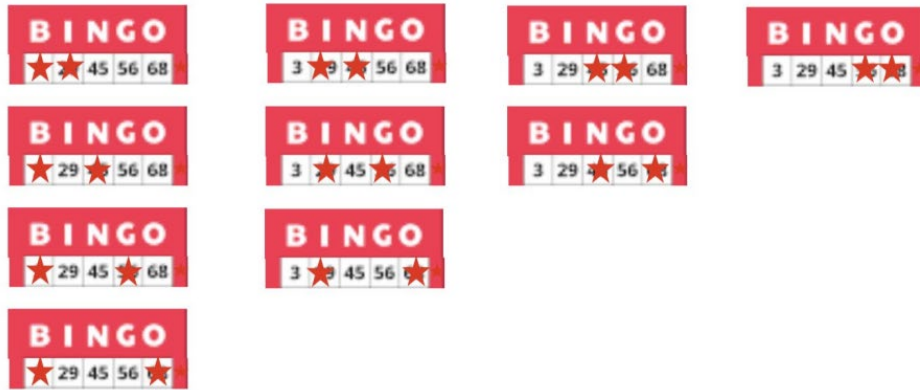 BINGO BINGO BINGO BINGO
45 56 68 3 56 68 3 29 68 3 29 45
BINGO BINGO BINGO
29 56 68 3 45 68 3 29 56
BINGO BINGO
29 45 68 3 45 56
BINGO
29 45 56